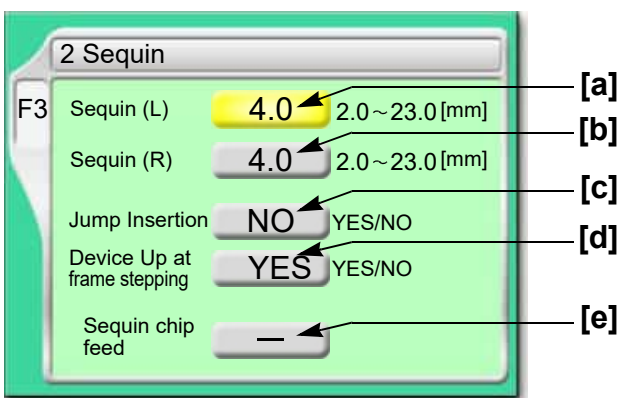 2 Sequin
F3
Sequin (L) 4.0 2.0~23.0 [mm] [a]
Sequin (R) 4.0 2.0~23.0 [mm] [b]
Jump Insertion NO YES/NO [c]
Device Up at
frame stepping YES YES/NO [d]
Sequin chip
feed — [e]